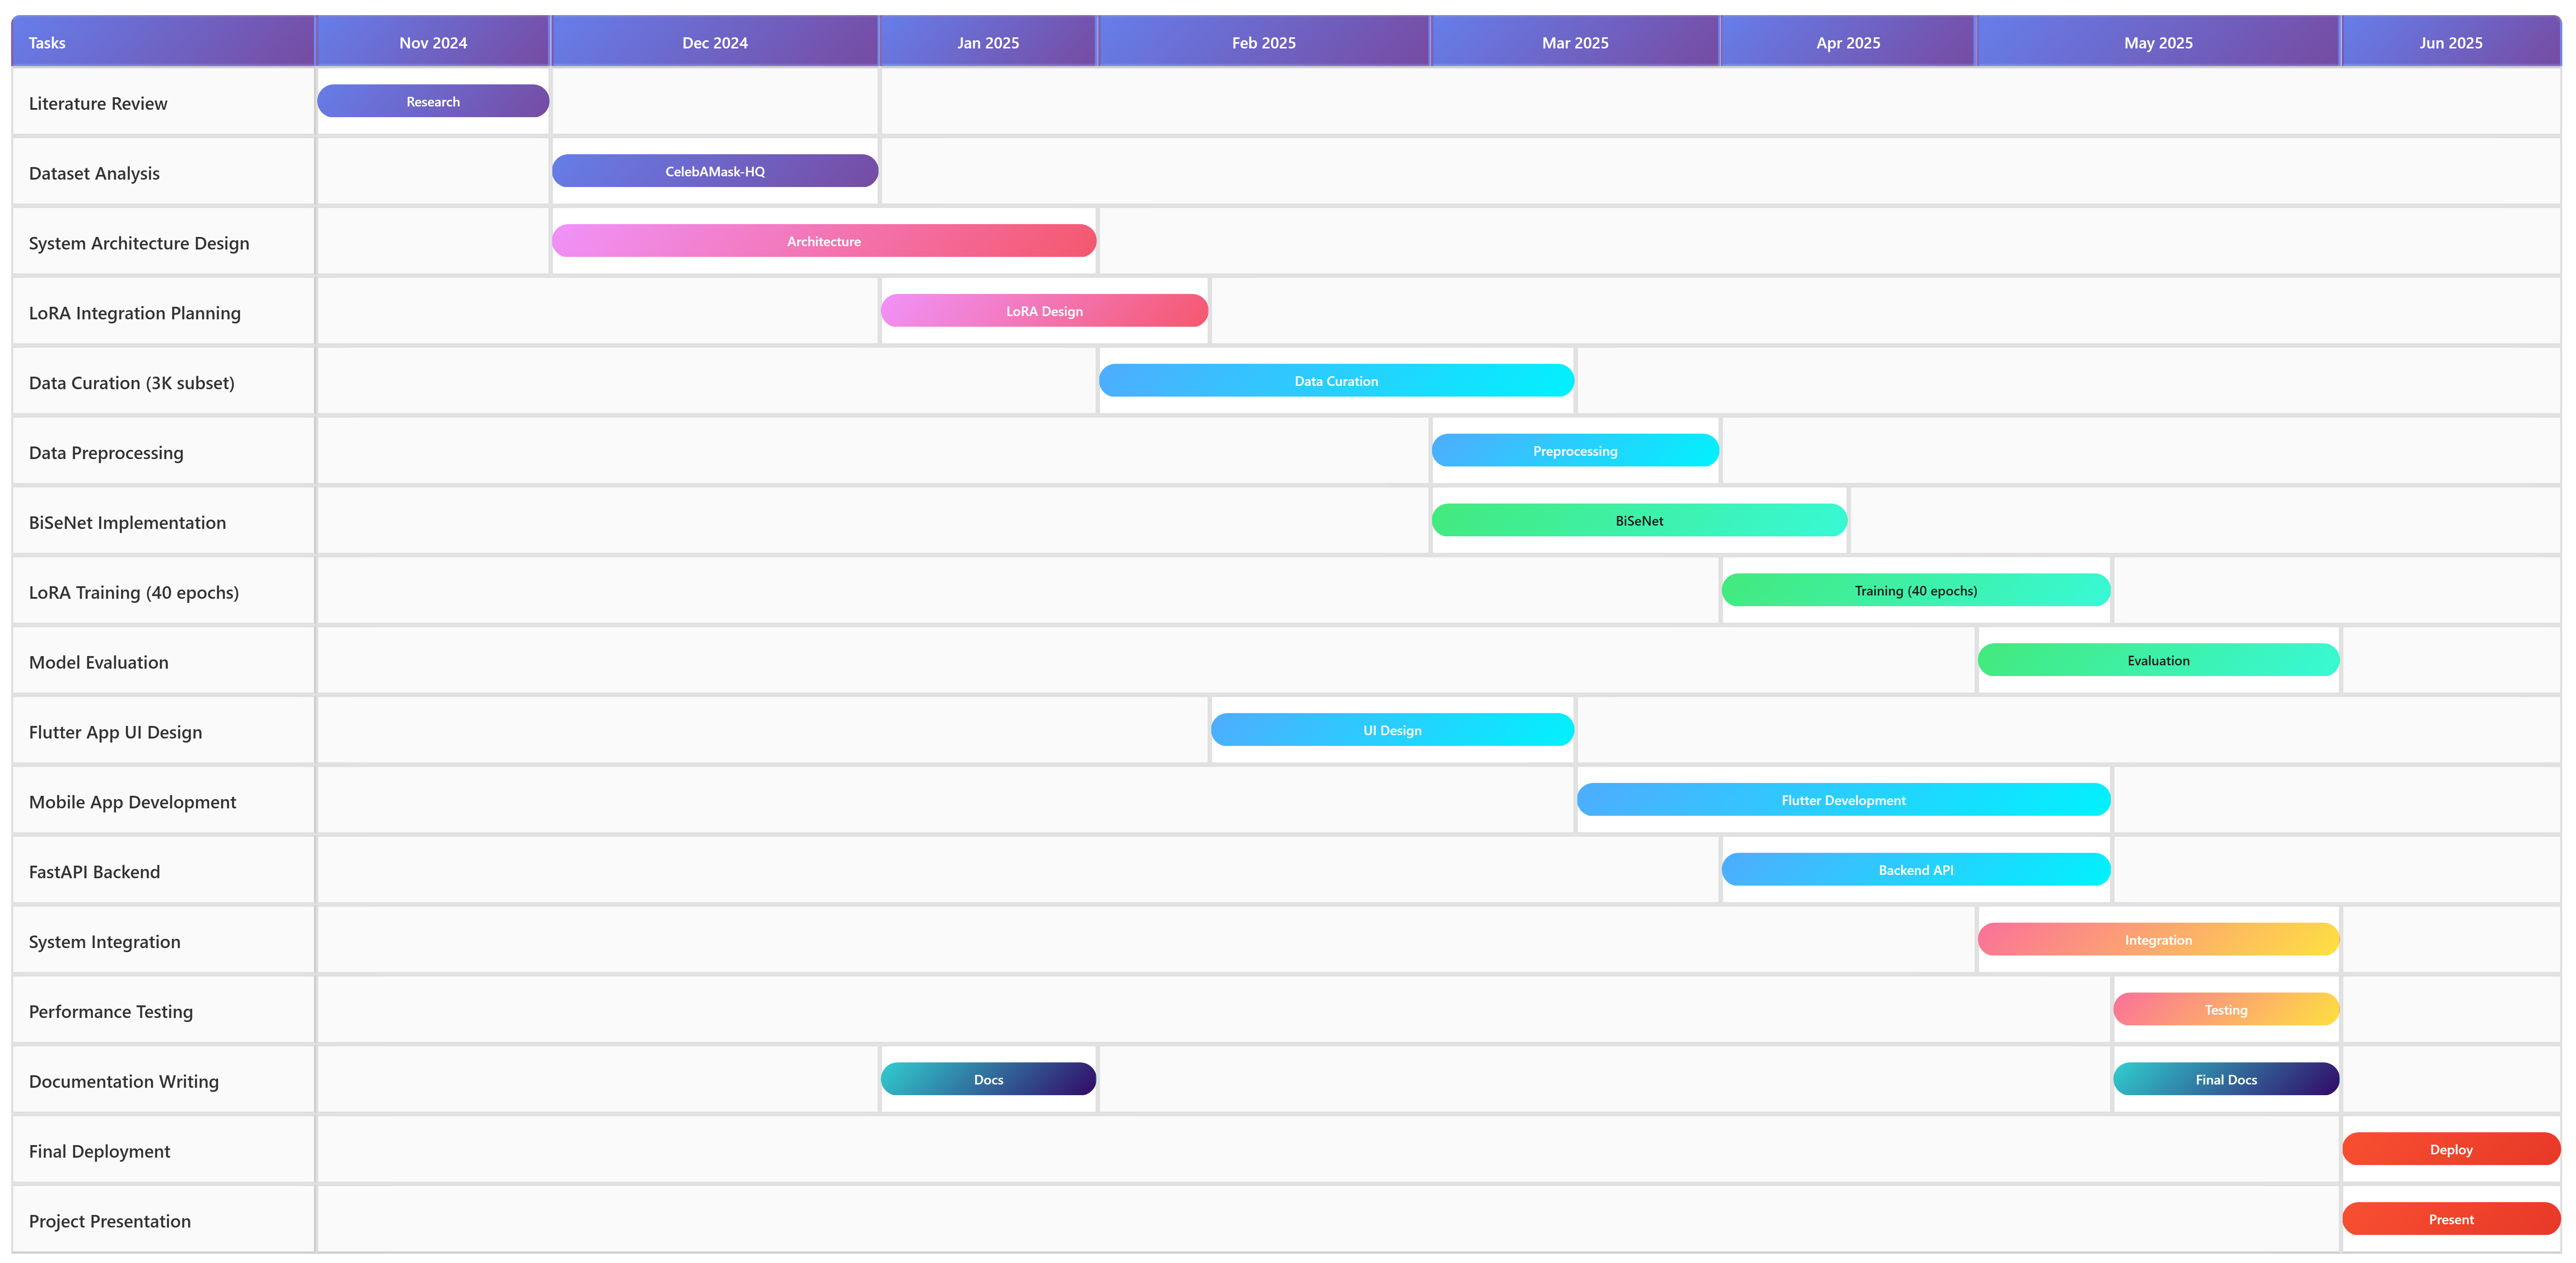 Tasks
Nov 2024
Dec 2024
Jan 2025
Feb 2025
Mar 2025
Apr 2025
May 2025
Jun 2025
Literature Review
Research
Dataset Analysis
CelebAMask-HQ
System Architecture Design
Architecture
LoRA Integration Planning
LoRA Design
Data Curation (3K subset)
Data Curation
Data Preprocessing
Preprocessing
BiSeNet Implementation
BiSeNet
LoRA Training (40 epochs)
Training (40 epochs)
Model Evaluation
Evaluation
Flutter App UI Design
UI Design
Mobile App Development
Flutter Development
FastAPI Backend
Backend API
System Integration
Integration
Performance Testing
Testing
Documentation Writing
Docs
Final Docs
Final Deployment
Deploy
Project Presentation
Present